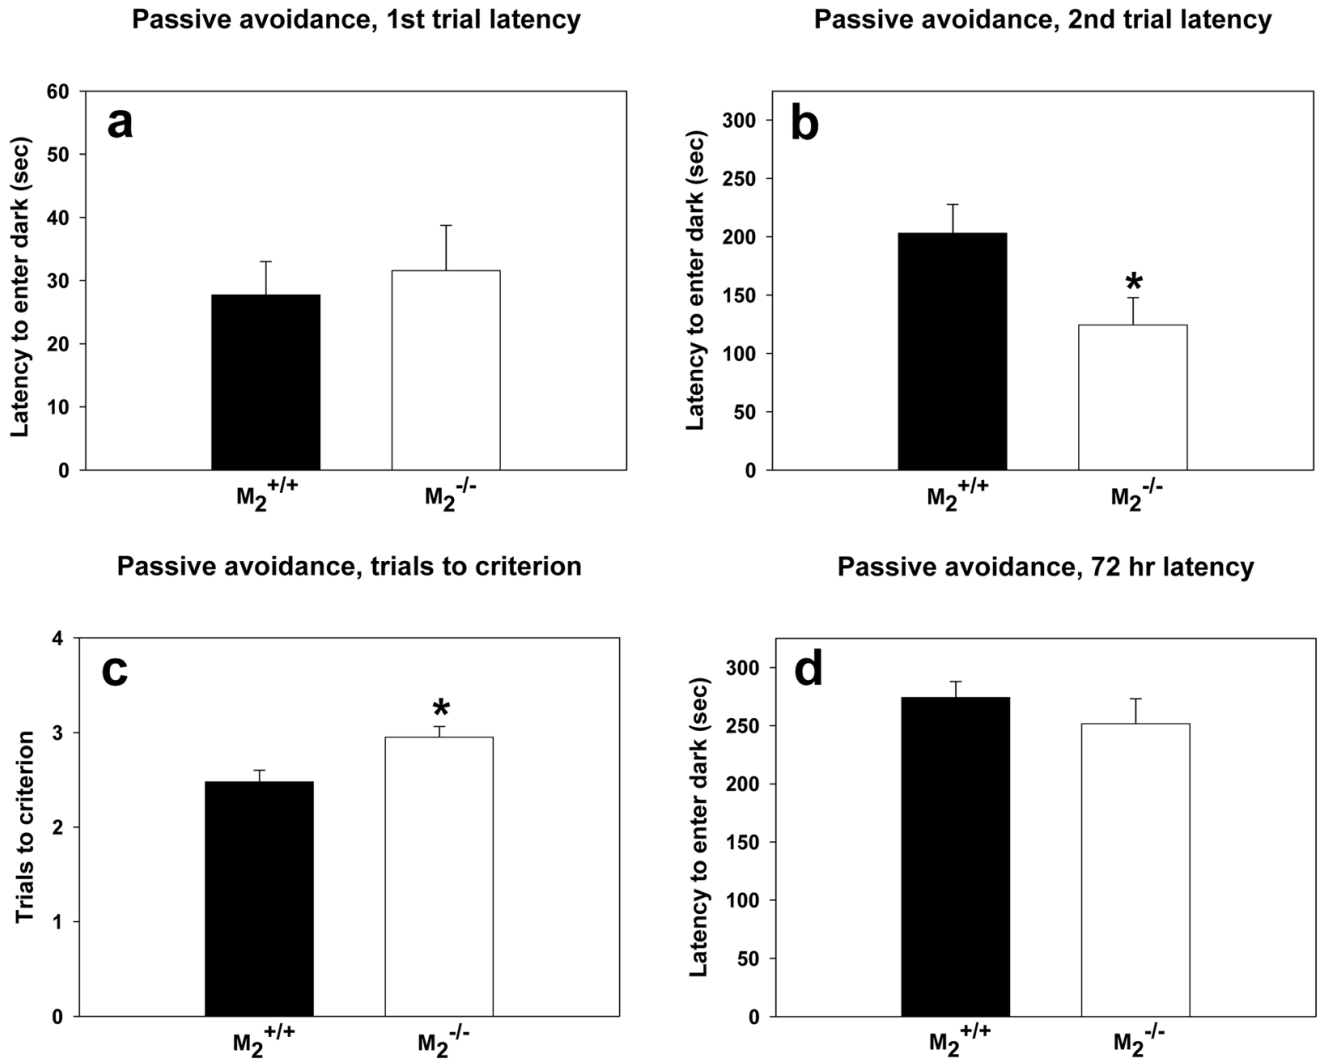 Passive avoidance, 1st trial latency
Latency to enter dark (sec)
60
50
40
30
20
10
0
a
M2+/+ M2-/-
Passive avoidance, 2nd trial latency
Latency to enter dark (sec)
300
250
200
150
100
50
0
b
*
M2+/+ M2-/-
Passive avoidance, trials to criterion
Trials to criterion
4
3
2
1
0
c
*
M2+/+ M2-/-
Passive avoidance, 72 hr latency
Latency to enter dark (sec)
300
250
200
150
100
50
0
d
M2+/+ M2-/-